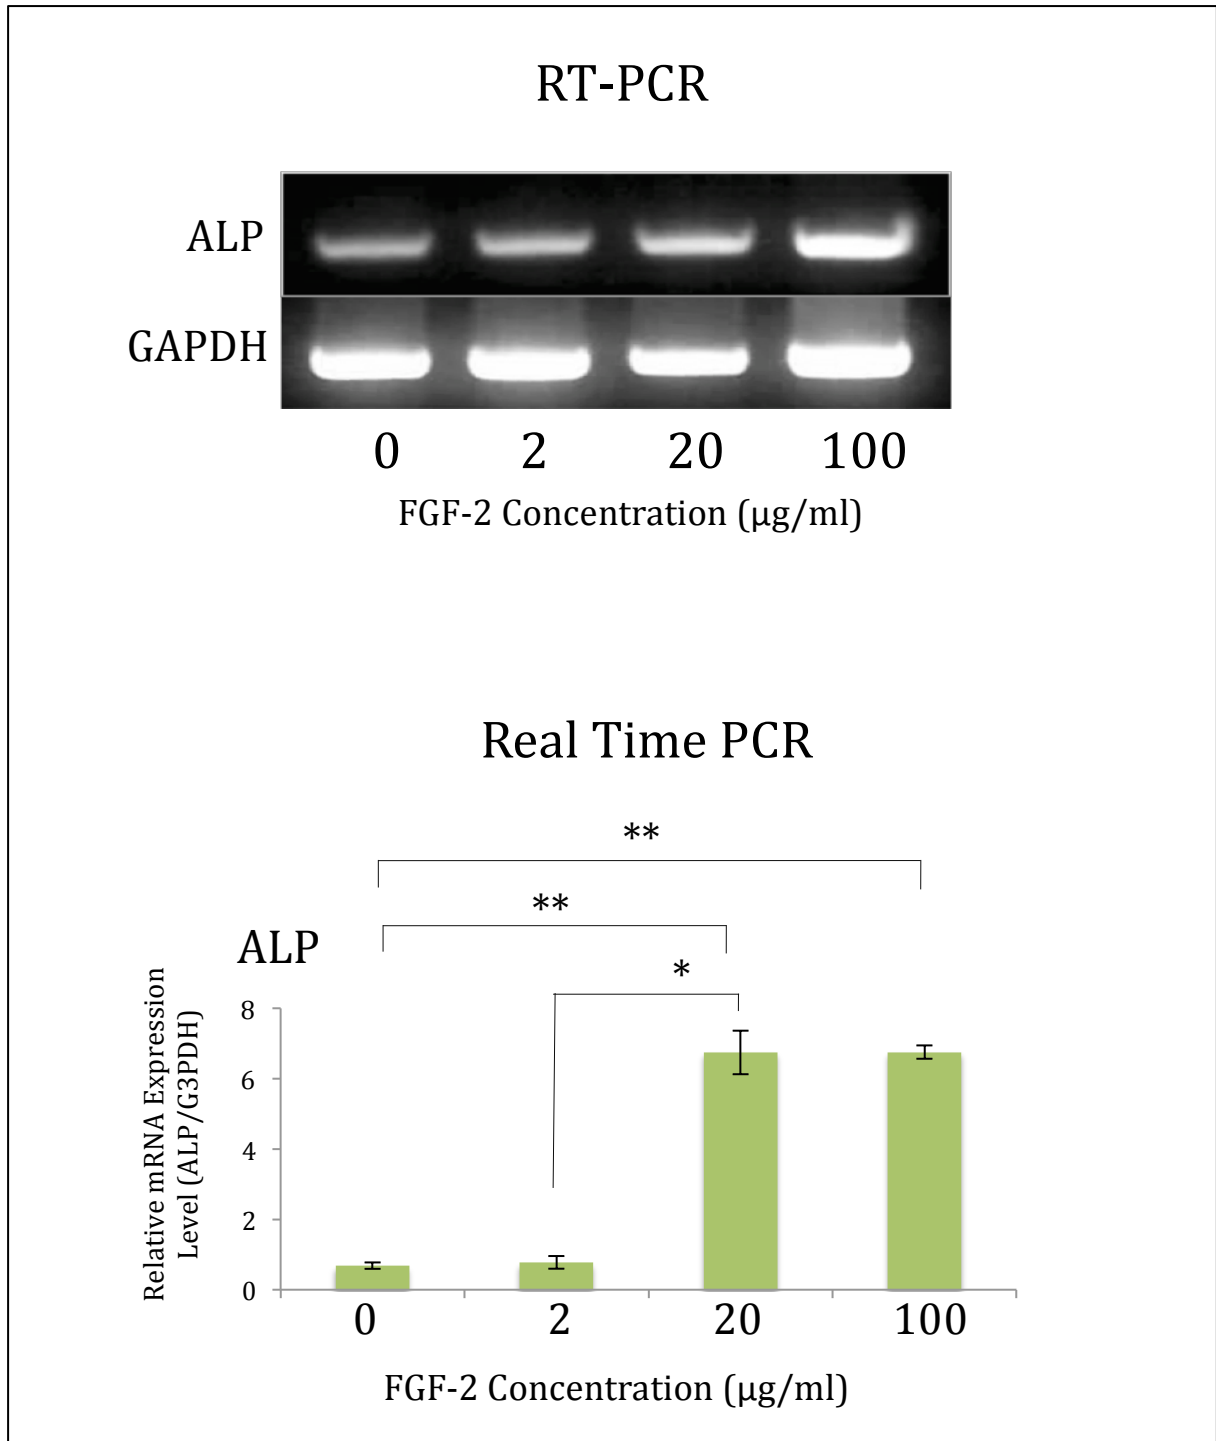 RT-PCR
ALP
GAPDH
0 2 20 100
FGF-2 Concentration (μg/ml)
Real Time PCR
**
**
ALP
*
Relative mRNA Expression
Level (ALP/G3PDH)
8
6
4
2
0
0 2 20 100
FGF-2 Concentration (μg/ml)